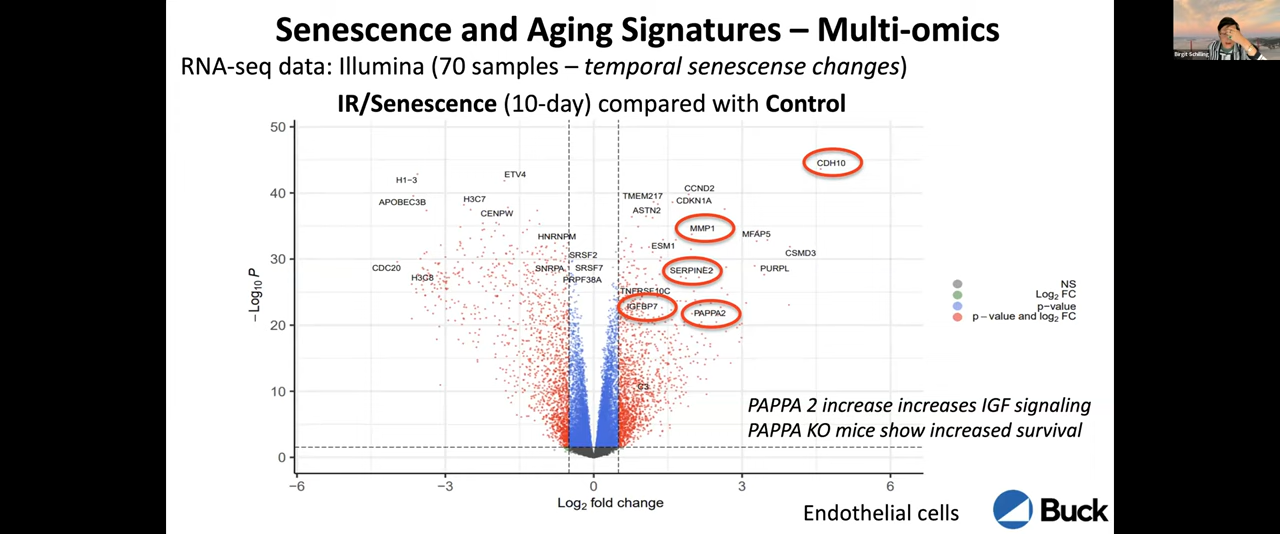 Senescence and Aging Signatures – Multi-omics
RNA-seq data: Illumina (70 samples – temporal senescense changes)
IR/Senescence (10-day) compared with Control
Birgit Schilling
50
40
30
20
10
0
−Log10 P
−6
−3
0
3
6
Log2 fold change
CDH10
ETV4
H1−3
CCND2
TMEM217
CDKN1A
H3C7
APOBEC3B
ASTN2
CENPW
MMP1
MFAP5
HNRNPM
ESM1
CSMD3
SRSF2
CDC20
SNRPA
SRSF7
SERPINE2
PURPL
H3C8
PRPF38A
TNFRSF10C
IGFBP7
PAPPA2
C3
NS
Log2 FC
p−value
p − value and log2 FC
PAPPA 2 increase increases IGF signaling
PAPPA KO mice show increased survival
Endothelial cells
Buck